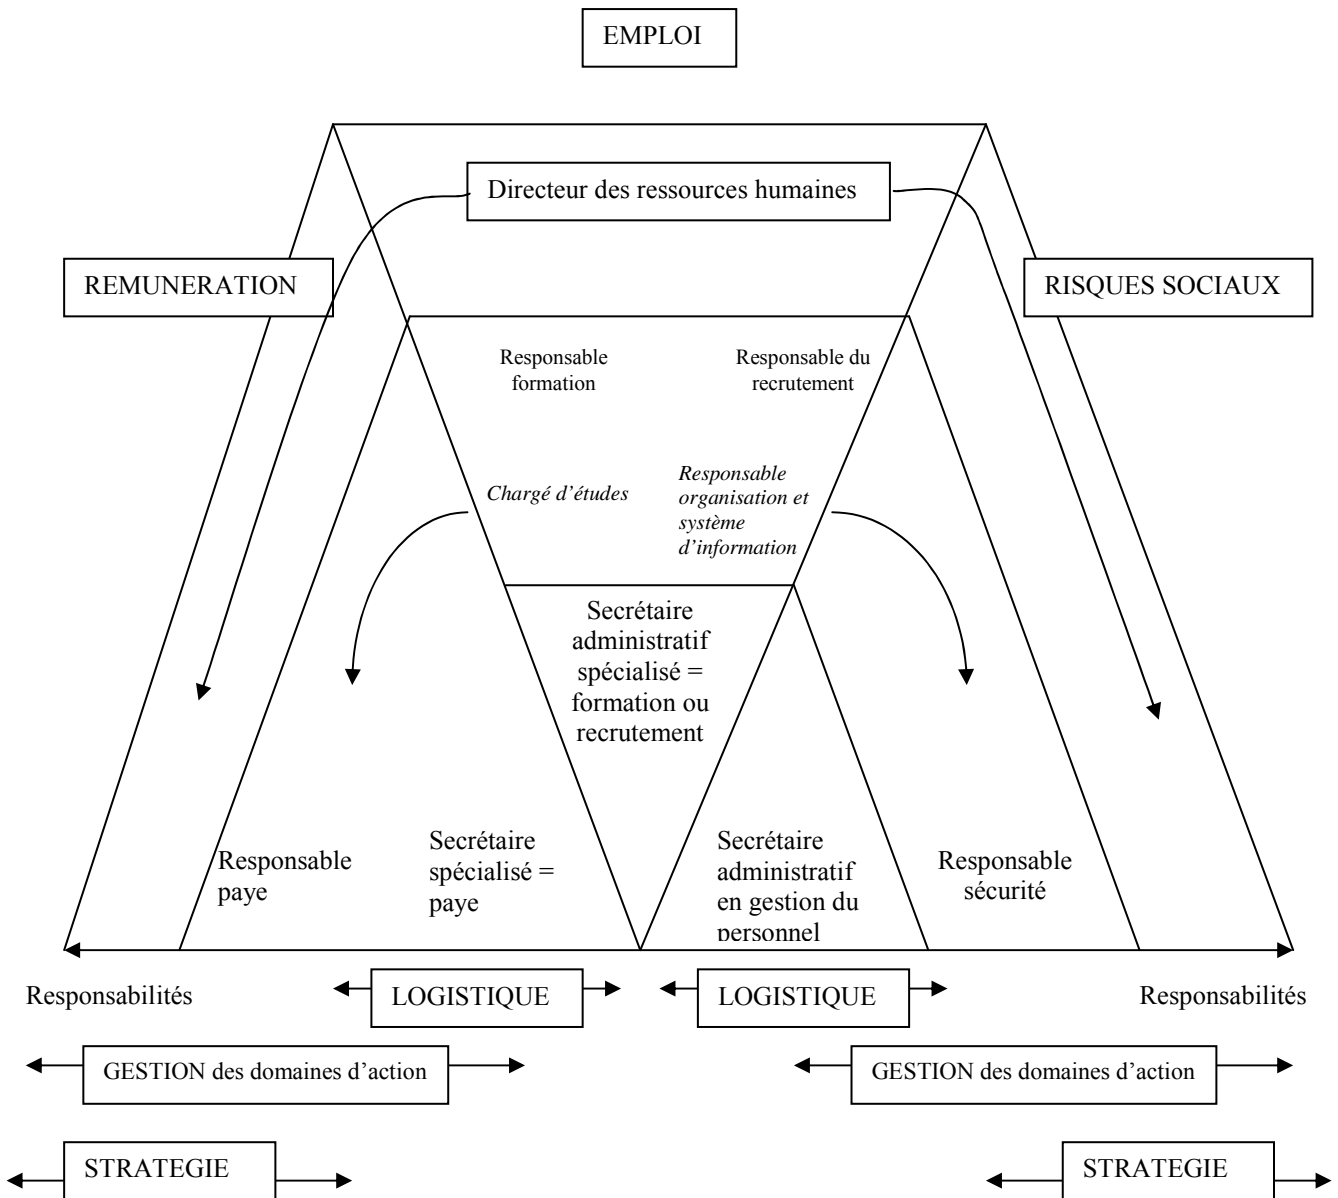 EMPLOI
Directeur des ressources humaines
REMUNERATION
RISQUES SOCIAUX
Responsable
formation
Responsable du
recrutement
Chargé d’études
Responsable
organisation et
système
d’information
Secrétaire
administratif
spécialisé =
formation ou
recrutement
Responsable
paye
Secrétaire
spécialisé =
paye
Secrétaire
administratif
en gestion du
personnel
Responsable
sécurité
Responsabilités
LOGISTIQUE
LOGISTIQUE
Responsabilités
GESTION des domaines d’action
GESTION des domaines d’action
STRATEGIE
STRATEGIE